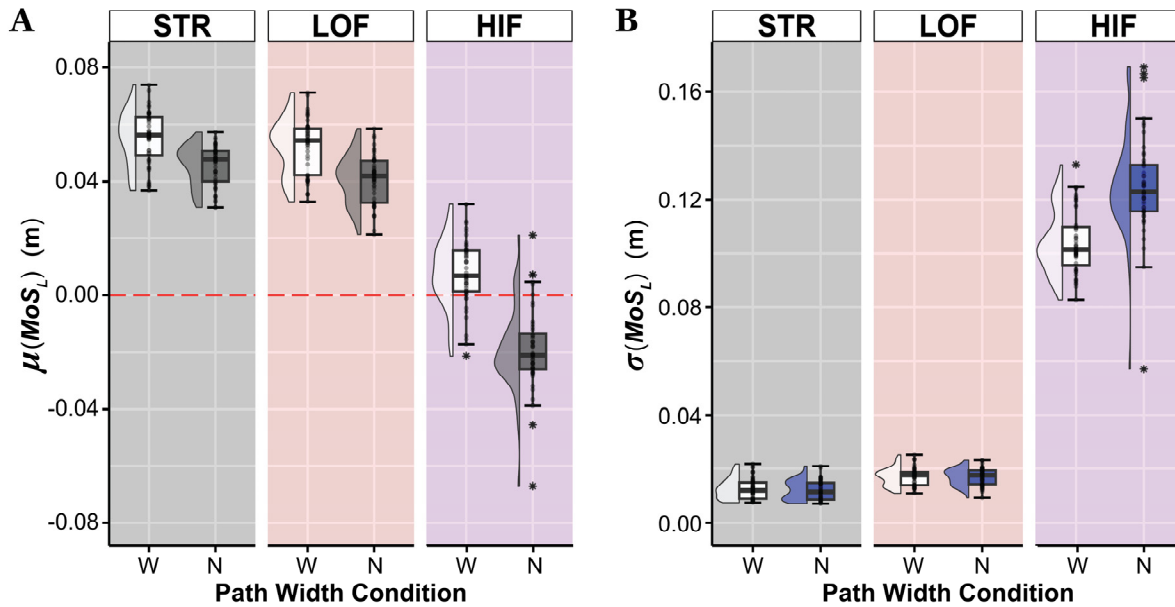 A
STR LOF HIF
μ(MoS_L) (m)
0.08
0.04
0.00
-0.04
-0.08
W N W N W N
Path Width Condition
B
STR LOF HIF
σ(MoS_L) (m)
0.16
0.12
0.08
0.04
0.00
W N W N W N
Path Width Condition